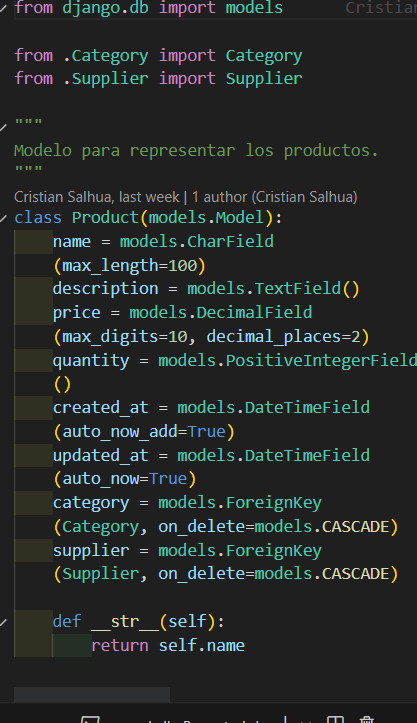 from django.db import models Cristian
from .Category import Category
from .Supplier import Supplier
"""
Modelo para representar los productos.
"""
Cristian Salhua, last week | 1 author (Cristian Salhua)
class Product(models.Model):
name = models.CharField
(max_length=100)
description = models.TextField()
price = models.DecimalField
(max_digits=10, decimal_places=2)
quantity = models.PositiveIntegerField
()
created_at = models.DateTimeField
(auto_now_add=True)
updated_at = models.DateTimeField
(auto_now=True)
category = models.ForeignKey
(Category, on_delete=models.CASCADE)
supplier = models.ForeignKey
(Supplier, on_delete=models.CASCADE)
def __str__(self):
return self.name